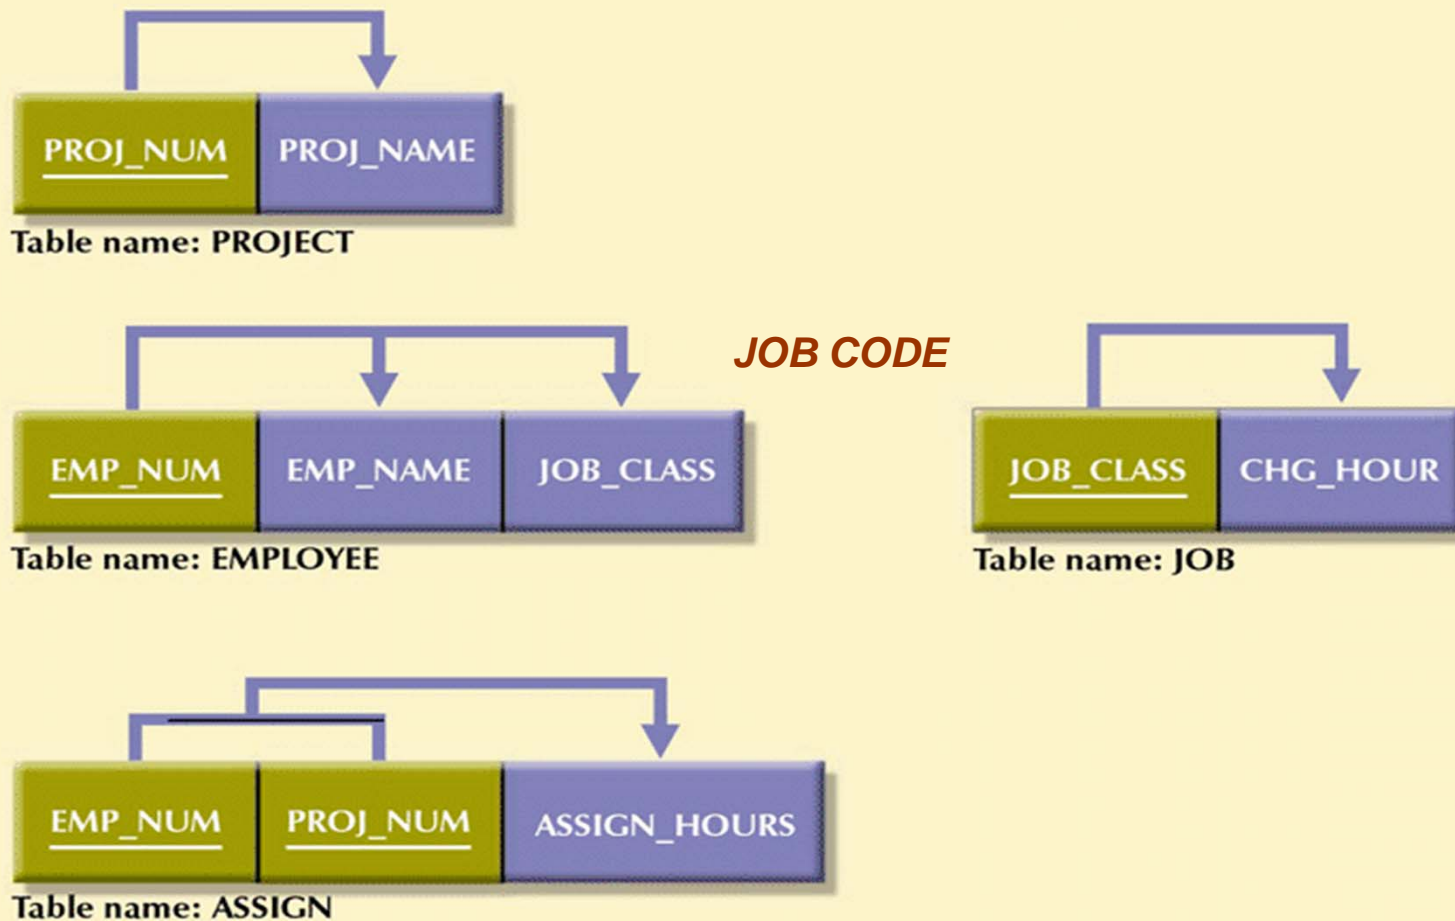 PROJ_NUM PROJ_NAME
Table name: PROJECT
JOB CODE
EMP_NUM EMP_NAME JOB_CLASS
Table name: EMPLOYEE
JOB_CLASS CHG_HOUR
Table name: JOB
EMP_NUM PROJ_NUM ASSIGN_HOURS
Table name: ASSIGN